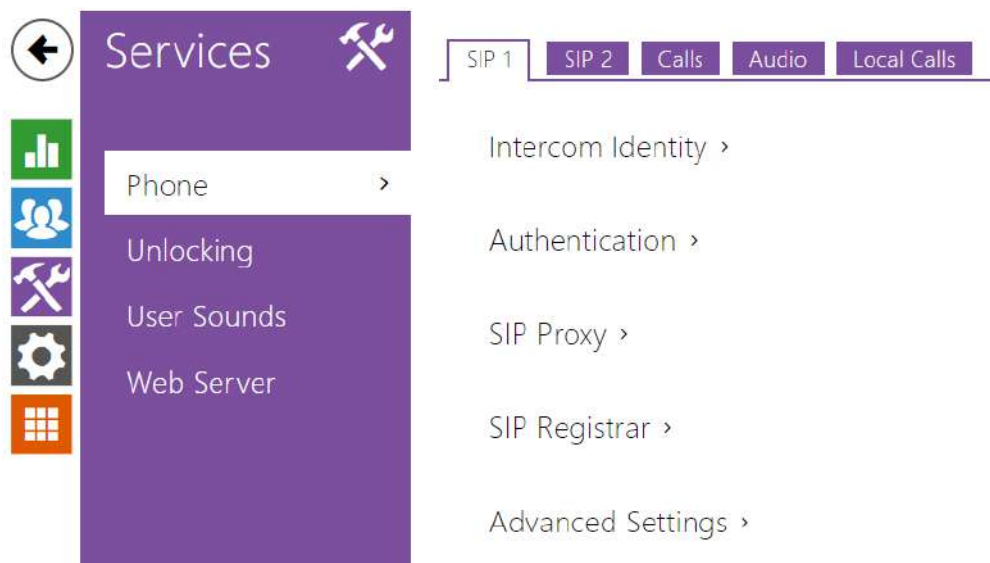 Services
Phone
Unlocking
User Sounds
Web Server
SIP 1
SIP 2
Calls
Audio
Local Calls
Intercom Identity
Authentication
SIP Proxy
SIP Registrar
Advanced Settings